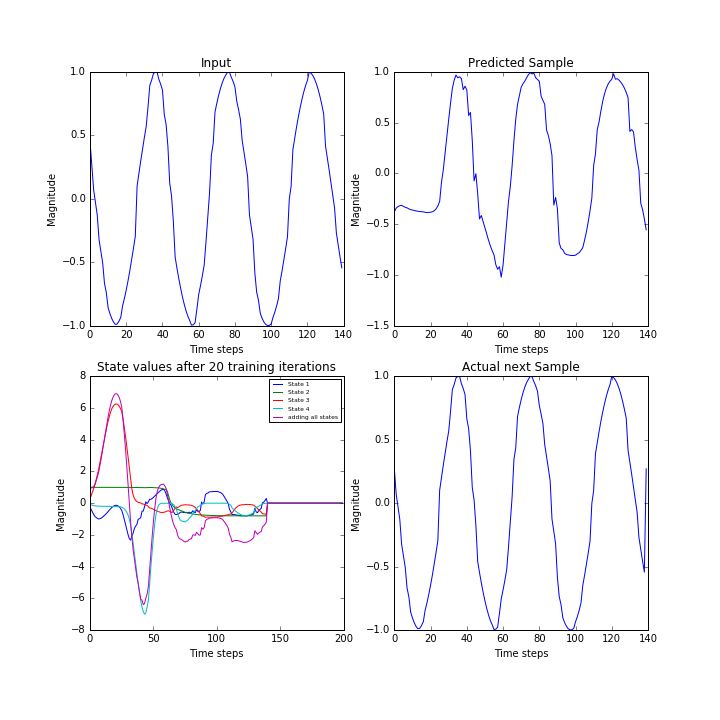 Input
Magnitude
1.0
0.5
0.0
−0.5
−1.0
0 20 40 60 80 100 120 140
Time steps
Predicted Sample
Magnitude
1.0
0.5
0.0
−0.5
−1.0
−1.5
0 20 40 60 80 100 120 140
Time steps
State values after 20 training iterations
Magnitude
8
6
4
2
0
−2
−4
−6
−8
0 50 100 150 200
Time steps
State 1
State 2
State 3
State 4
adding all states
Actual next Sample
Magnitude
1.0
0.5
0.0
−0.5
−1.0
0 20 40 60 80 100 120 140
Time steps